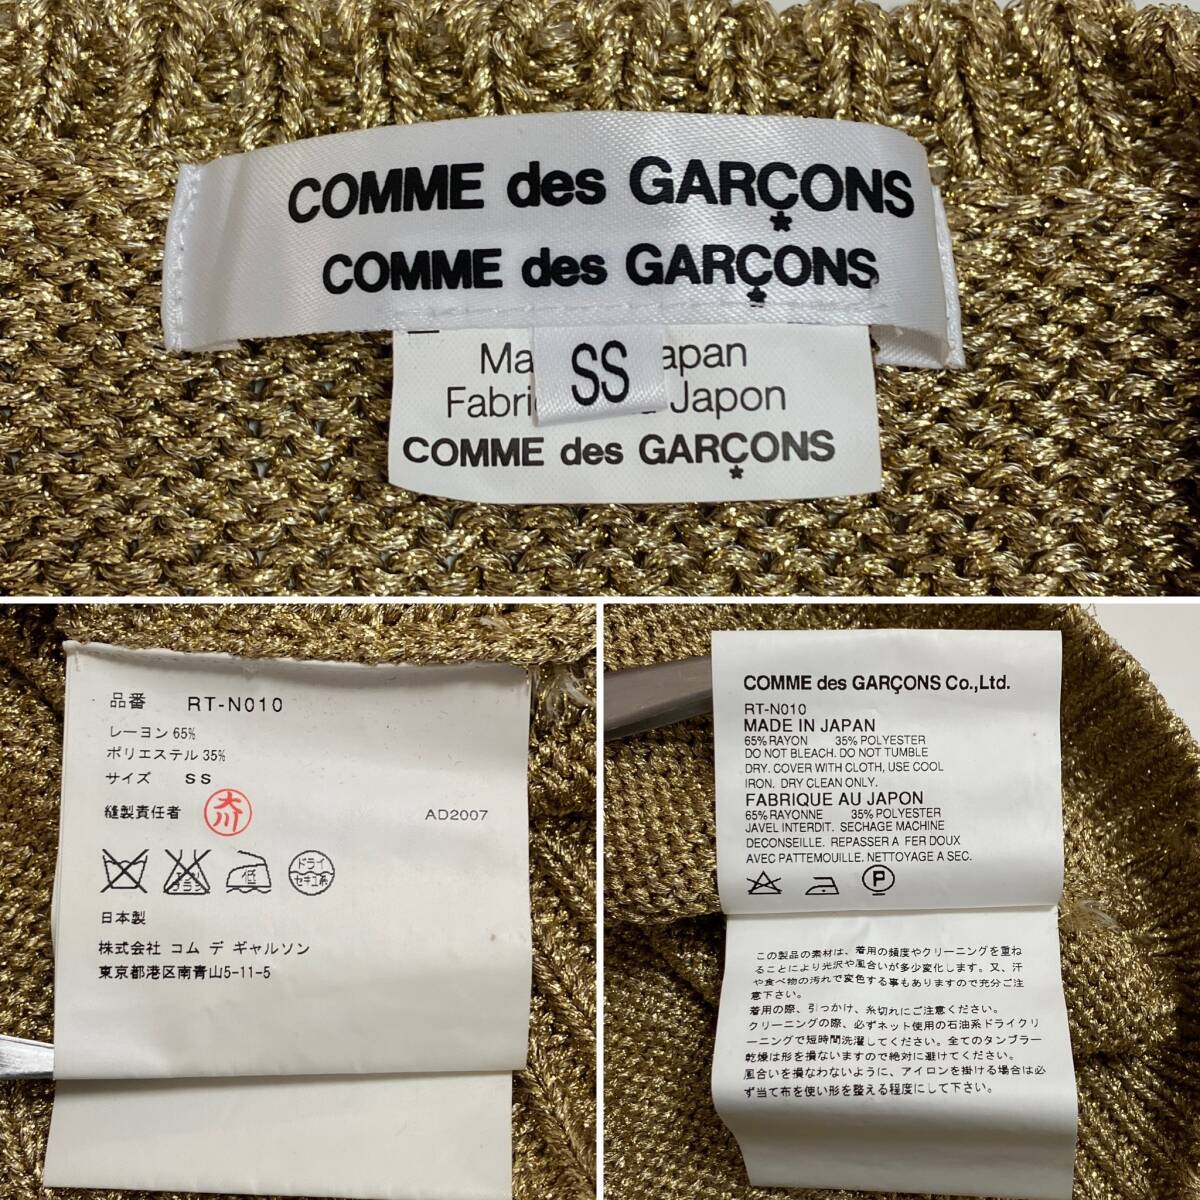 COMME des GARÇONS
COMME des GARÇONS
SS
Ma apan
Fabri Japon
COMME des GARÇONS
品番 RT-N010
レーヨン 65%
ポリエステル 35%
サイズ SS
縫製責任者 大川 AD2007
低
ドライ
セキユ系
日本製
株式会社 コム デ ギャルソン
東京都港区南青山5-11-5
COMME des GARÇONS Co.,Ltd.
RT-N010
MADE IN JAPAN
65% RAYON 35% POLYESTER
DO NOT BLEACH. DO NOT TUMBLE
DRY. COVER WITH CLOTH, USE COOL
IRON. DRY CLEAN ONLY.
FABRIQUE AU JAPON
65% RAYONNE 35% POLYESTER
JAVEL INTERDIT. SECHAGE MACHINE
DECONSEILLE. REPASSER A FER DOUX
AVEC PATTEMOUILLE. NETTOYAGE A SEC.
P
この製品の素材は、着用の頻度やクリーニングを重ね
ることにより光沢や風合いが多少変化します。又、汗
や食べ物の汚れで変色する事もありますので充分ご注
意下さい。
着用の際、引っかけ、糸切れにご注意ください。
クリーニングの際、必ずネット使用の石油系ドライクリ
ーニングで短時間洗濯してください。全てのタンブラー
乾燥は形を損ないますので絶対に避けてください。
風合いを損なわないように、アイロンを掛ける場合は必
ず当て布を使い形を整える程度にして下さい。